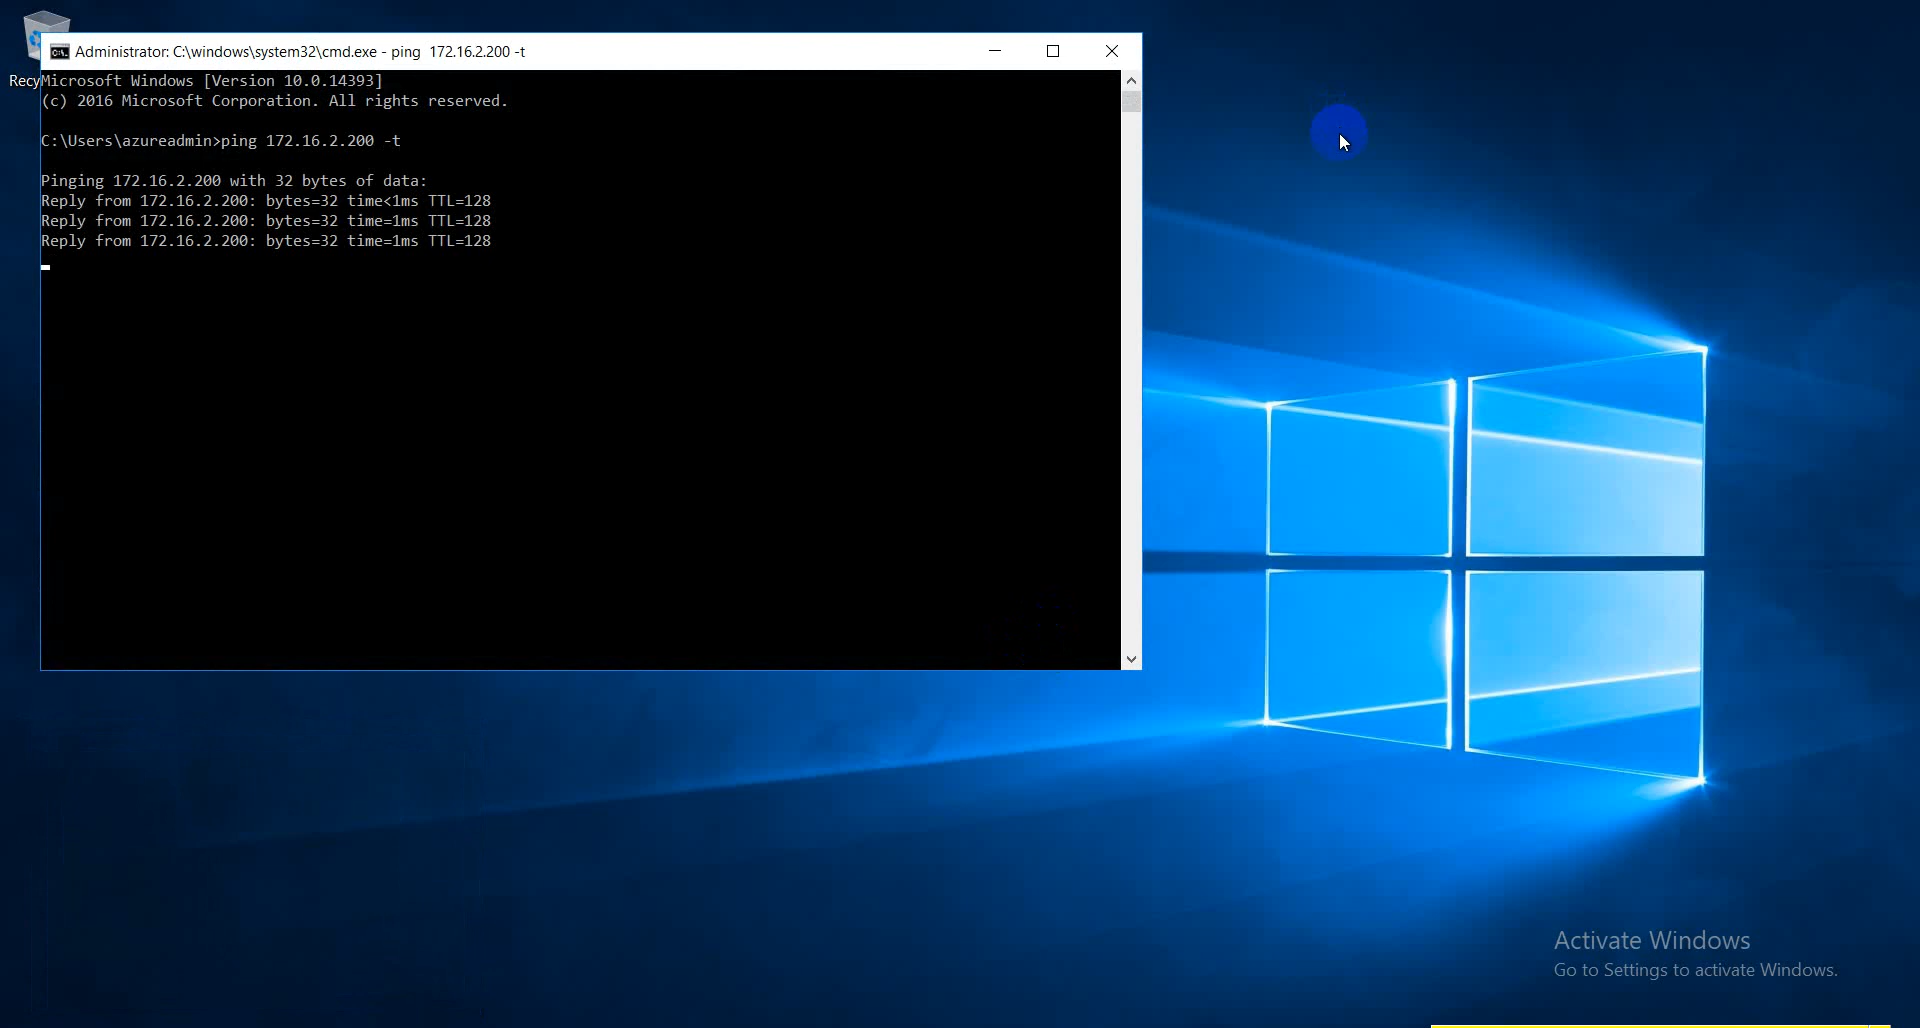 Administrator: C:\windows\system32\cmd.exe - ping  172.16.2.200 -t
Recy
Microsoft Windows [Version 10.0.14393]
(c) 2016 Microsoft Corporation. All rights reserved.
C:\Users\azureadmin>ping 172.16.2.200 -t
Pinging 172.16.2.200 with 32 bytes of data:
Reply from 172.16.2.200: bytes=32 time<1ms TTL=128
Reply from 172.16.2.200: bytes=32 time=1ms TTL=128
Reply from 172.16.2.200: bytes=32 time=1ms TTL=128
Activate Windows
Go to Settings to activate Windows.